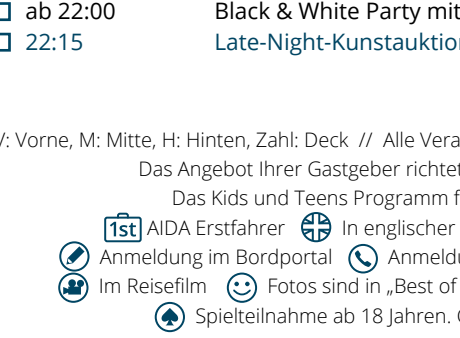 ab 22:00 Black & White Party mit
22:15 Late-Night-Kunstauktion
V: Vorne, M: Mitte, H: Hinten, Zahl: Deck // Alle Vera
Das Angebot Ihrer Gastgeber richtet
Das Kids und Teens Programm f
1st AIDA Erstfahrer In englischer
Anmeldung im Bordportal Anmeldu
Im Reisefilm Fotos sind in „Best of
Spielteilnahme ab 18 Jahren.